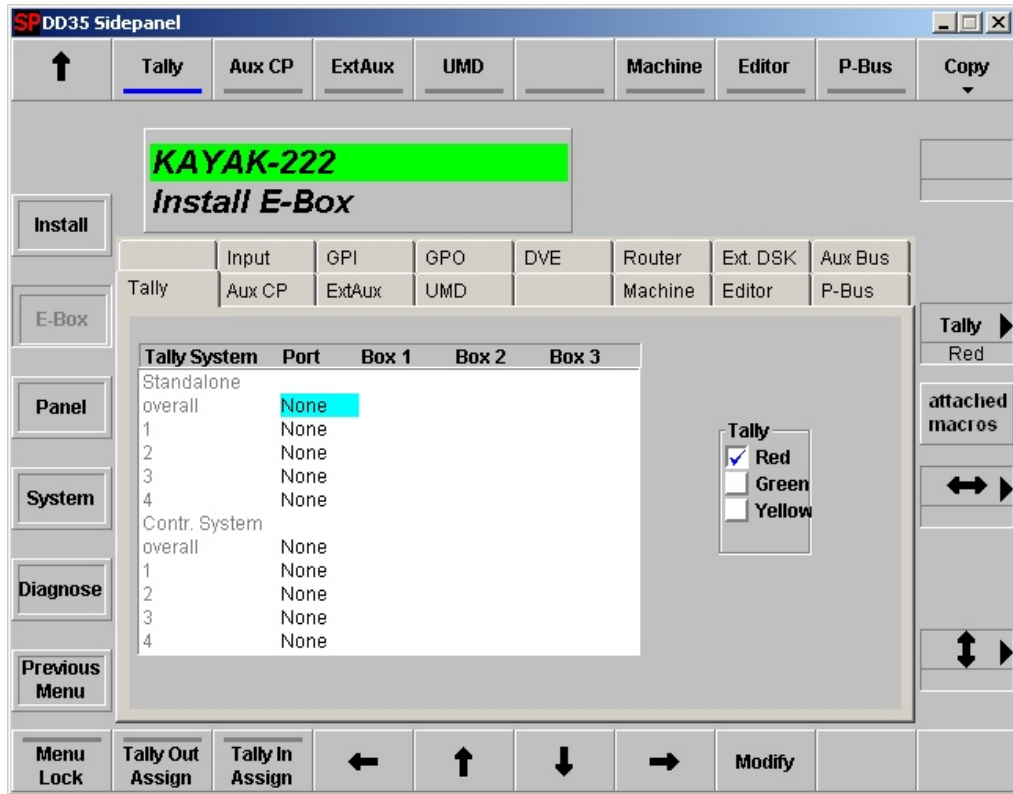 SP DD35 Sidepanel
Tally Aux CP ExtAux UMD Machine Editor P-Bus Copy
KAYAK-222
Install E-Box
Install
E-Box
Panel
System
Diagnose
Previous
Menu
Input GPI GPO DVE Router Ext. DSK Aux Bus
Tally Aux CP ExtAux UMD Machine Editor P-Bus
Tally System Port Box 1 Box 2 Box 3
Standalone
overall None
1 None
2 None
3 None
4 None
Contr. System
overall None
1 None
2 None
3 None
4 None
Tally
Red
Green
Yellow
Tally
Red
attached
macros
Menu
Lock
Tally Out
Assign
Tally In
Assign
Modify